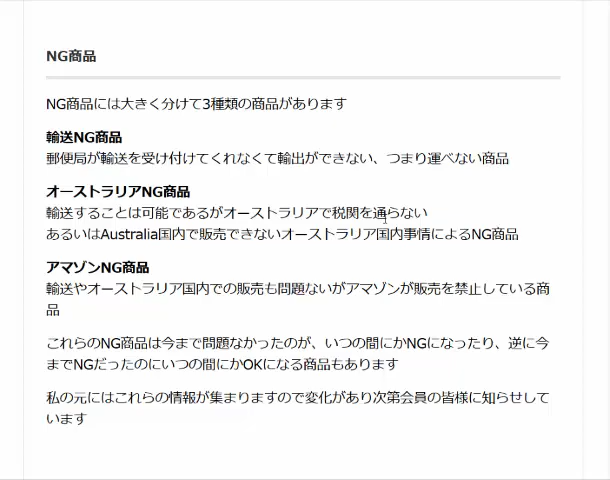 NG商品
NG商品には大きく分けて3種類の商品があります
輸送NG商品
郵便局が輸送を受け付けてくれなくて輸出ができない、つまり運べない商品
オーストラリアNG商品
輸送することは可能であるがオーストラリアで税関を通らない
あるいはAustralia国内で販売できないオーストラリア国内事情によるNG商品
アマゾンNG商品
輸送やオーストラリア国内での販売も問題ないがアマゾンが販売を禁止している商
品
これらのNG商品は今まで問題なかったのが、いつの間にかNGになったり、逆に今
までNGだったのにいつの間にかOKになる商品もあります
私の元にはこれらの情報が集まりますので変化があり次第会員の皆様に知らせして
います